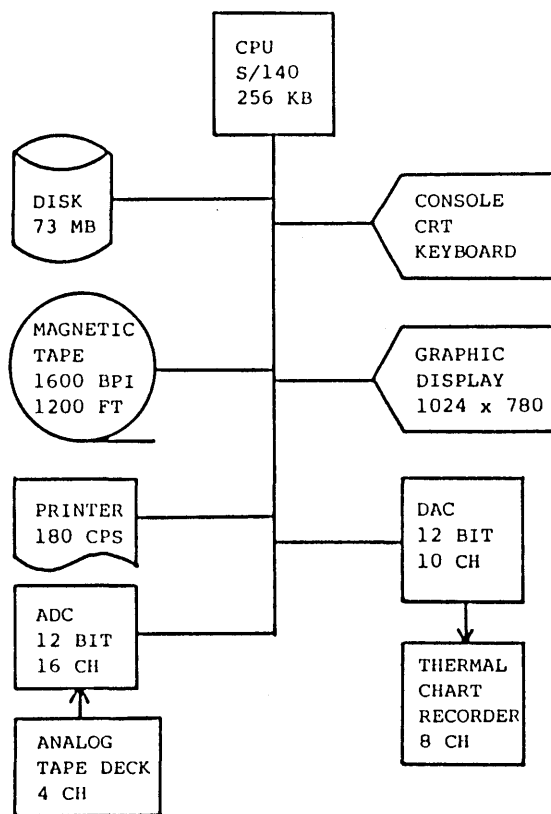 CPU
S/140
256 KB
DISK
73 MB
CONSOLE
CRT
KEYBOARD
MAGNETIC
TAPE
1600 BPI
1200 FT
GRAPHIC
DISPLAY
1024 x 780
PRINTER
180 CPS
DAC
12 BIT
10 CH
ADC
12 BIT
16 CH
THERMAL
CHART
RECORDER
8 CH
ANALOG
TAPE DECK
4 CH